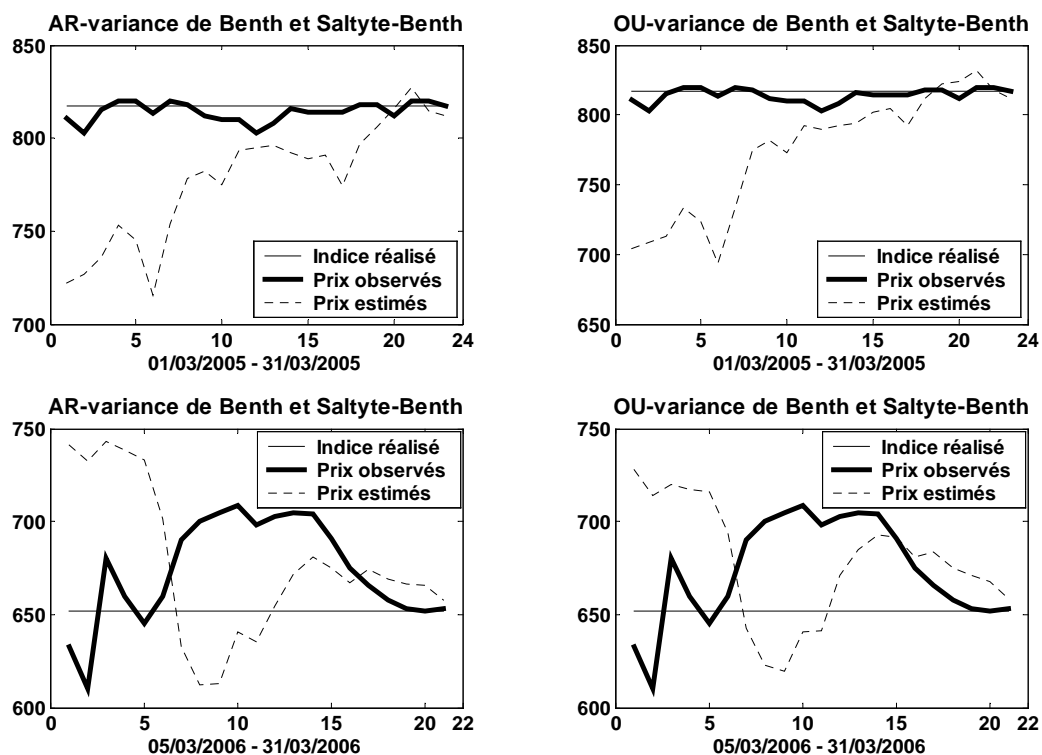 AR-variance de Benth et Saltyte-Benth
850
800
750
700
0 5 10 15 20 24
Indice réalisé
Prix observés
Prix estimés
01/03/2005 - 31/03/2005
OU-variance de Benth et Saltyte-Benth
850
800
750
700
650
0 5 10 15 20 24
Indice réalisé
Prix observés
Prix estimés
01/03/2005 - 31/03/2005
AR-variance de Benth et Saltyte-Benth
750
700
650
600
0 5 10 15 20 22
Indice réalisé
Prix observés
Prix estimés
05/03/2006 - 31/03/2006
OU-variance de Benth et Saltyte-Benth
750
700
650
600
0 5 10 15 20 22
Indice réalisé
Prix observés
Prix estimés
05/03/2006 - 31/03/2006